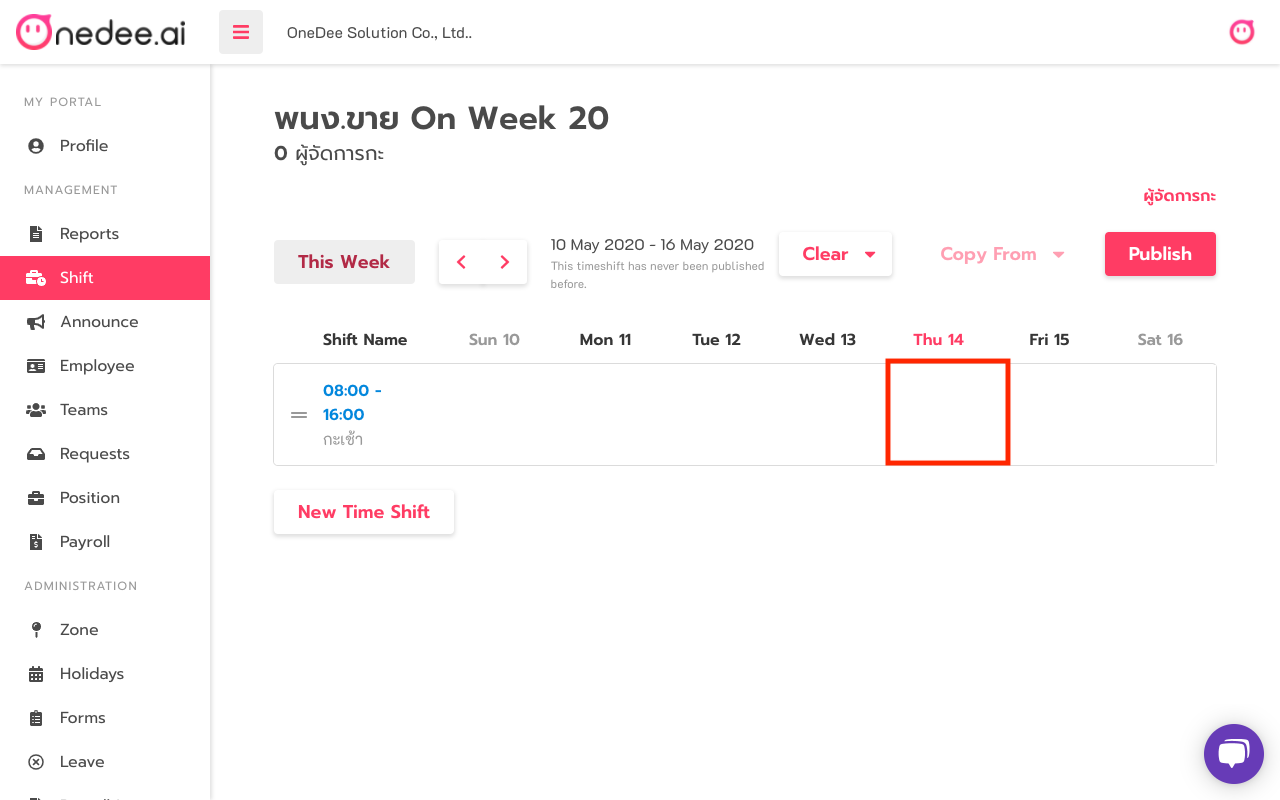 Onedee.ai
OneDee Solution Co., Ltd..
MY PORTAL
Profile
MANAGEMENT
Reports
Shift
Announce
Employee
Teams
Requests
Position
Payroll
ADMINISTRATION
Zone
Holidays
Forms
Leave
พนง.ขาย On Week 20
0 ผู้จัดการกะ
ผู้จัดการกะ
This Week
10 May 2020 - 16 May 2020
This timeshift has never been published
before.
Clear
Copy From
Publish
Shift Name Sun 10 Mon 11 Tue 12 Wed 13 Thu 14 Fri 15 Sat 16
08:00 -
16:00
กะเช้า
New Time Shift